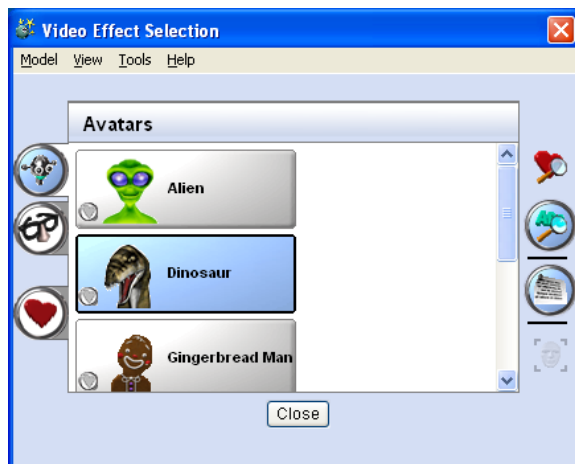 Video Effect Selection
Model View Tools Help
Avatars
Alien
Dinosaur
Gingerbread Man
Close